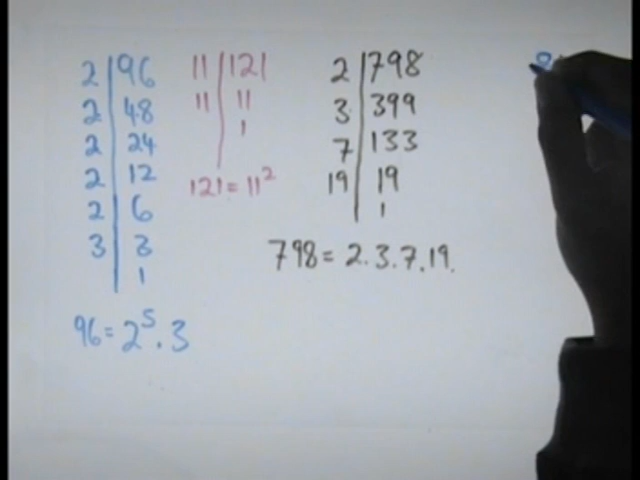 2 | 96
2 | 48
2 | 24
2 | 12
2 | 6
3 | 3
| 1
96 = 2⁵ . 3
11 | 121
11 | 11
| 1
121 = 11²
2 | 798
3 | 399
7 | 133
19 | 19
| 1
798 = 2 . 3 . 7 . 19 .